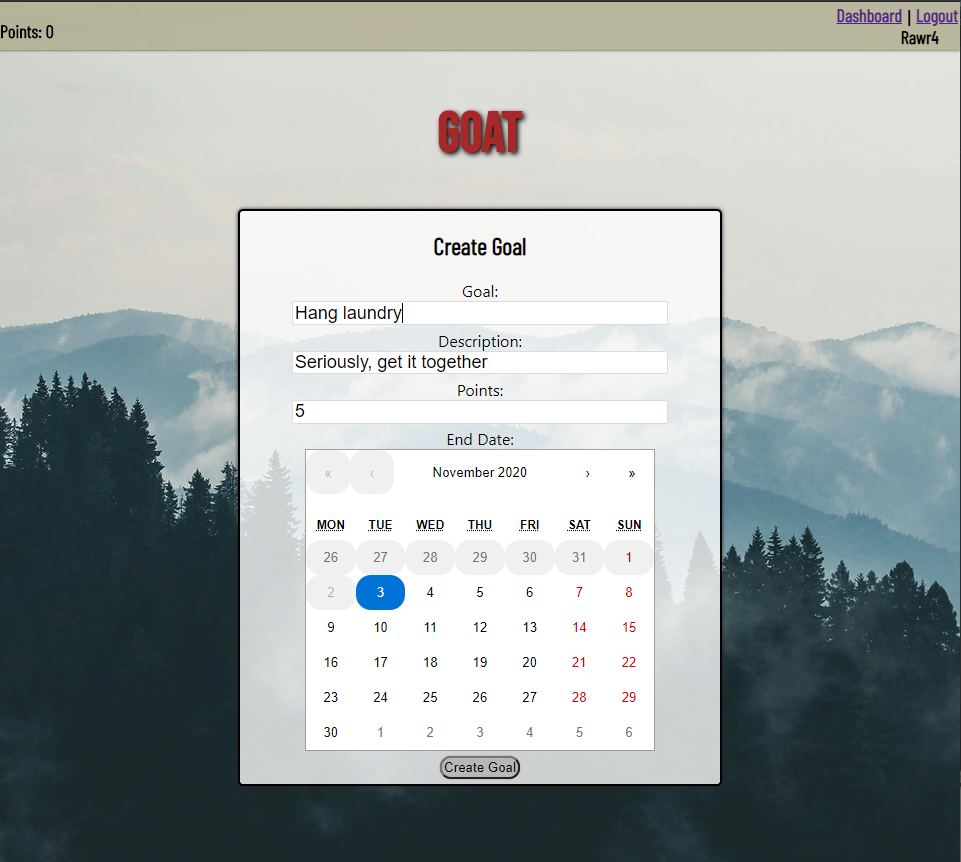 Points: 0
Dashboard | Logout
Rawr4
GOAT
Create Goal
Goal:
Hang laundry
Description:
Seriously, get it together
Points:
5
End Date:
« ‹ November 2020 › »
MON TUE WED THU FRI SAT SUN
26 27 28 29 30 31 1
2 3 4 5 6 7 8
9 10 11 12 13 14 15
16 17 18 19 20 21 22
23 24 25 26 27 28 29
30 1 2 3 4 5 6
Create Goal